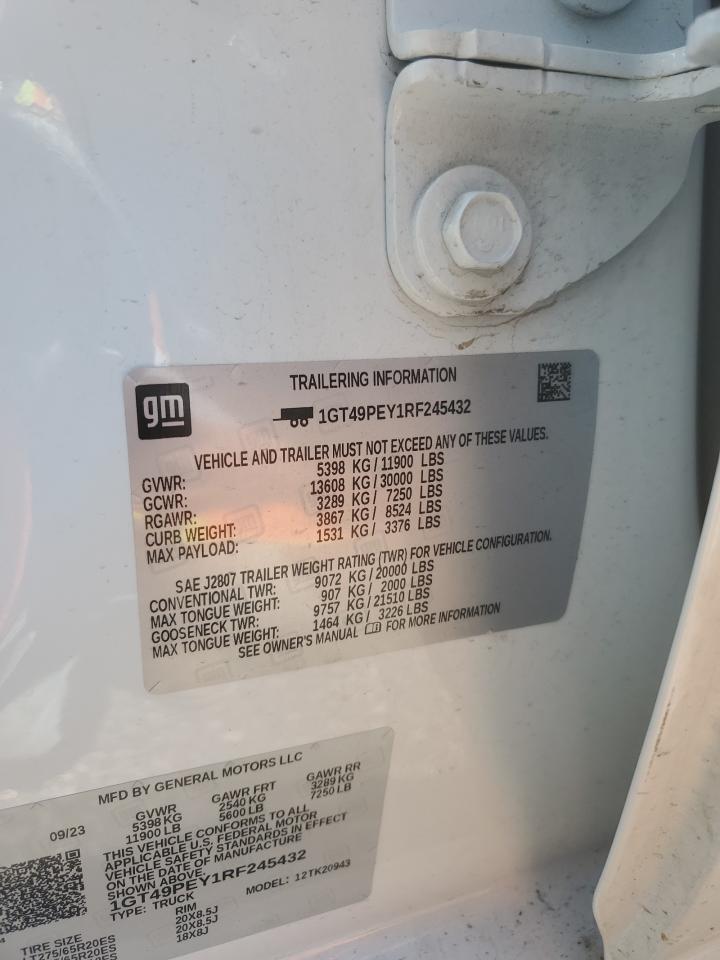 gm
TRAILERING INFORMATION
1GT49PEY1RF245432
VEHICLE AND TRAILER MUST NOT EXCEED ANY OF THESE VALUES.
GVWR: 5398 KG / 11900 LBS
GCWR: 13608 KG / 30000 LBS
RGAWR: 3289 KG / 7250 LBS
CURB WEIGHT: 3867 KG / 8524 LBS
MAX PAYLOAD: 1531 KG / 3376 LBS
SAE J2807 TRAILER WEIGHT RATING (TWR) FOR VEHICLE CONFIGURATION.
CONVENTIONAL TWR: 9072 KG / 20000 LBS
MAX TONGUE WEIGHT: 907 KG / 2000 LBS
GOOSENECK TWR: 9757 KG / 21510 LBS
MAX TONGUE WEIGHT: 1464 KG / 3226 LBS
SEE OWNER'S MANUAL FOR MORE INFORMATION
MFD BY GENERAL MOTORS LLC
09/23 GVWR GAWR FRT GAWR RR
5398 KG 2540 KG 3289 KG
11900 LB 5600 LB 7250 LB
THIS VEHICLE CONFORMS TO ALL
APPLICABLE U.S. FEDERAL MOTOR
VEHICLE SAFETY STANDARDS IN EFFECT
ON THE DATE OF MANUFACTURE
SHOWN ABOVE.
1GT49PEY1RF245432
TYPE: TRUCK MODEL: 12TK20943
TIRE SIZE RIM
LT275/65R20ES 20X8.5J
65R20ES 20X8.5J
18X8J